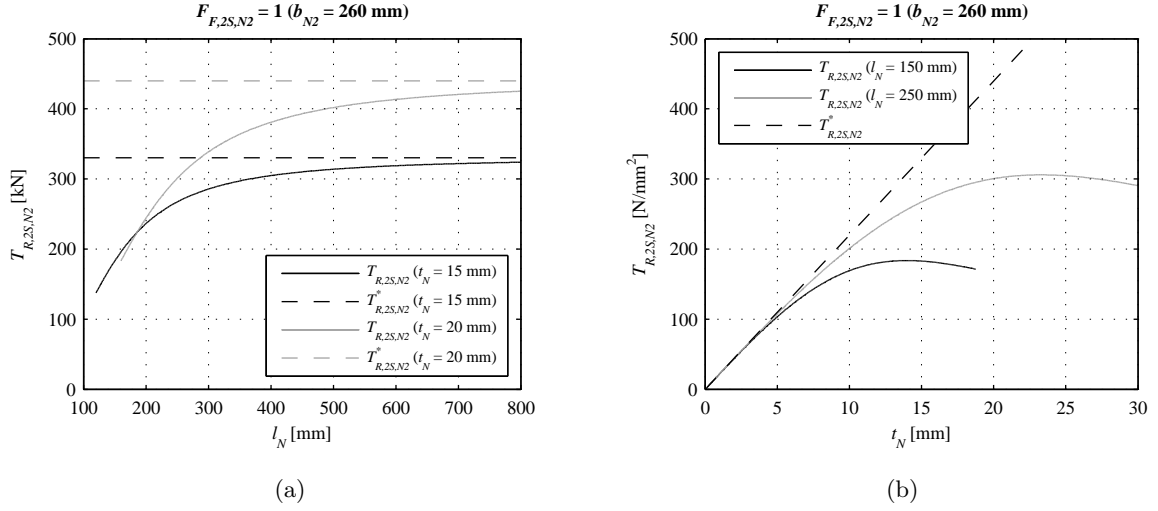 F_{F,2S,N2} = 1 (b_{N2} = 260 mm)
500
400
300
200
100
0
T_{R,2S,N2} [kN]
T_{R,2S,N2} (t_N = 15 mm)
T^*_{R,2S,N2} (t_N = 15 mm)
T_{R,2S,N2} (t_N = 20 mm)
T^*_{R,2S,N2} (t_N = 20 mm)
100 200 300 400 500 600 700 800
l_N [mm]
(a)
F_{F,2S,N2} = 1 (b_{N2} = 260 mm)
500
400
300
200
100
0
T_{R,2S,N2} [N/mm²]
T_{R,2S,N2} (l_N = 150 mm)
T_{R,2S,N2} (l_N = 250 mm)
T^*_{R,2S,N2}
0 5 10 15 20 25 30
t_N [mm]
(b)